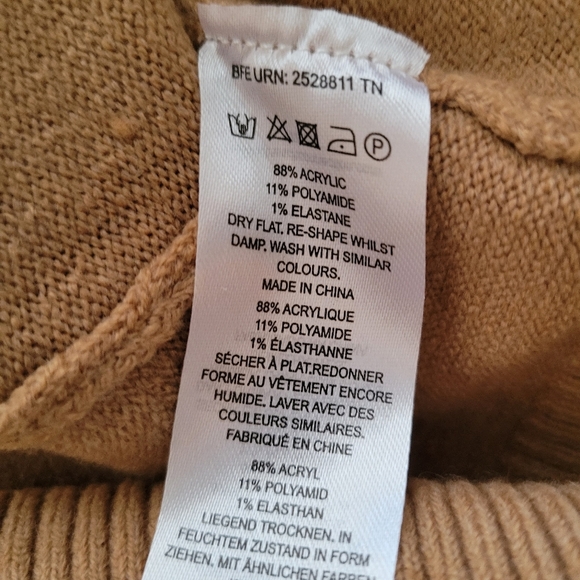 BFE URN: 2528811 TN
P
88% ACRYLIC
11% POLYAMIDE
1% ELASTANE
DRY FLAT. RE-SHAPE WHILST
DAMP. WASH WITH SIMILAR
COLOURS.
MADE IN CHINA
88% ACRYLIQUE
11% POLYAMIDE
1% ÉLASTHANNE
SÉCHER À PLAT.REDONNER
FORME AU VÊTEMENT ENCORE
HUMIDE. LAVER AVEC DES
COULEURS SIMILAIRES.
FABRIQUÉ EN CHINE
88% ACRYL
11% POLYAMID
1% ELASTHAN
LIEGEND TROCKNEN. IN
FEUCHTEM ZUSTAND IN FORM
ZIEHEN. MIT ÄHNLICHEN FARBEN